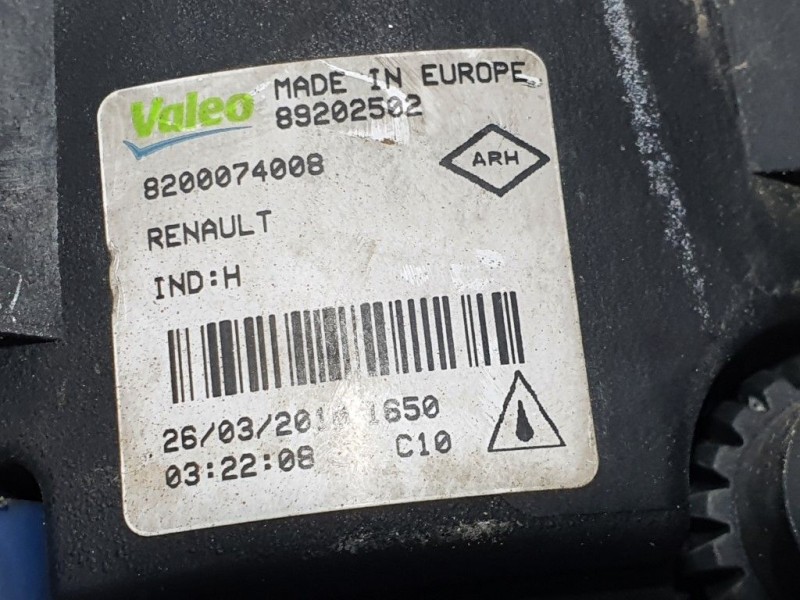 Valeo MADE IN EUROPE
89202502
8200074008
ARH
RENAULT
IND:H
1650
03:22:08 C10